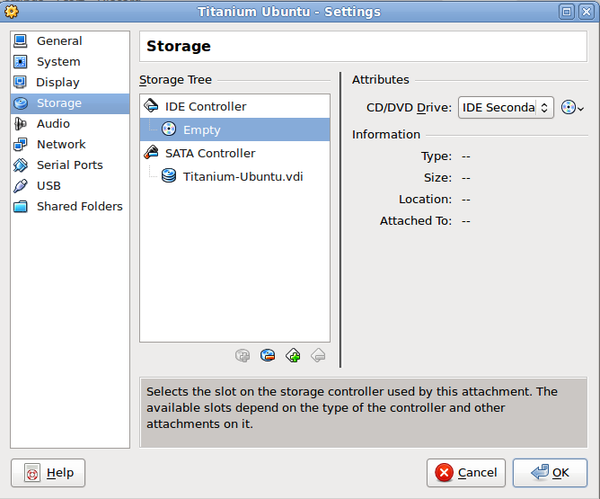 Titanium Ubuntu - Settings
General
System
Display
Storage
Audio
Network
Serial Ports
USB
Shared Folders
Storage
Storage Tree
IDE Controller
Empty
SATA Controller
Titanium-Ubuntu.vdi
Attributes
CD/DVD Drive: IDE Seconda
Information
Type: --
Size: --
Location: --
Attached To: --
Selects the slot on the storage controller used by this attachment. The
available slots depend on the type of the controller and other
attachments on it.
Help
Cancel
OK